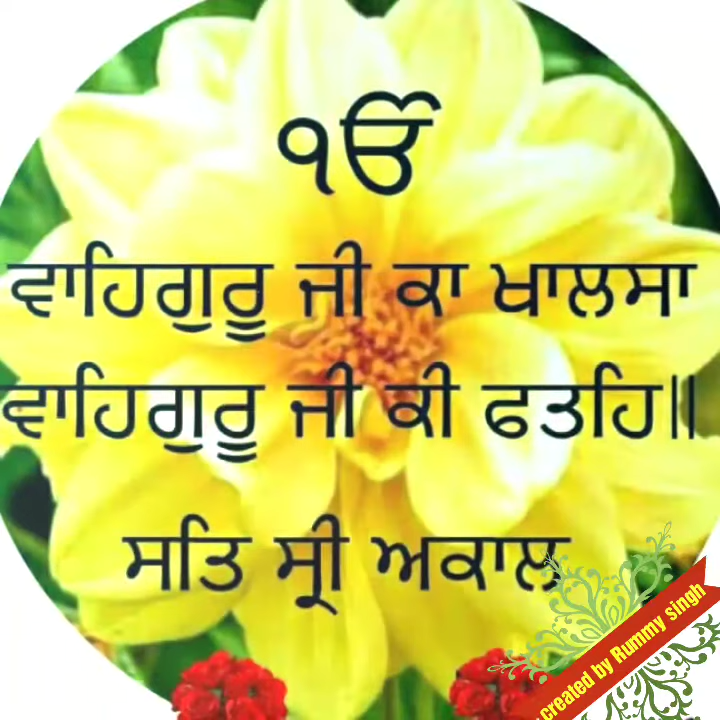 ੴ
ਵਾਹਿਗੁਰੂ ਜੀ ਕਾ ਖਾਲਸਾ
ਵਾਹਿਗੁਰੂ ਜੀ ਕੀ ਫਤਹਿ॥
ਸਤਿ ਸ੍ਰੀ ਅਕਾਲ
created by Rummy singh